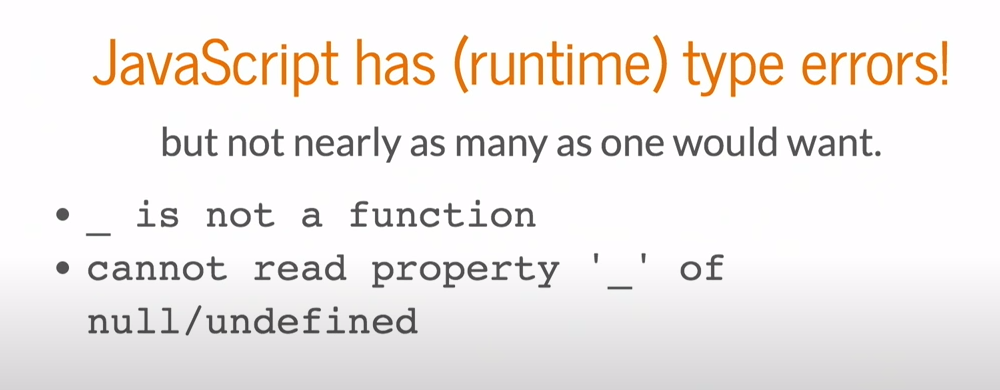 JavaScript has (runtime) type errors!
but not nearly as many as one would want.
• _ is not a function
• cannot read property '_' of
null/undefined